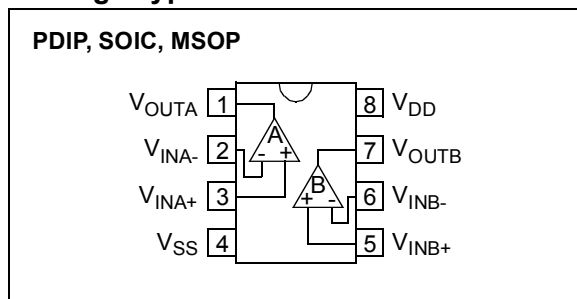 PDIP, SOIC, MSOP
VOUTA 1 8 VDD
A
VINA- 2 7 VOUTB
- +
B
VINA+ 3 6 VINB-
+ -
VSS 4 5 VINB+